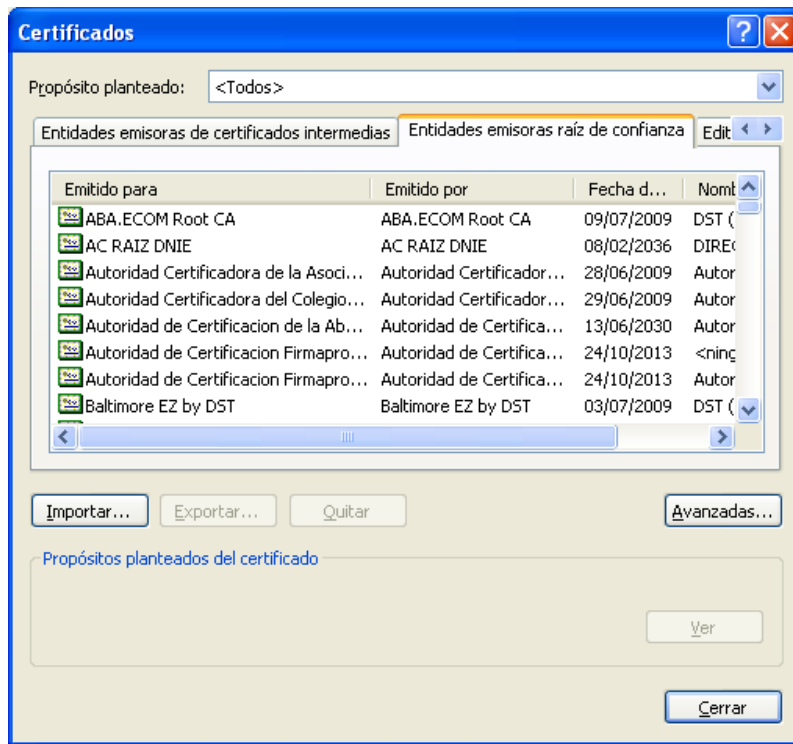 Certificados
Propósito planteado: <Todos>
Entidades emisoras de certificados intermedias Entidades emisoras raíz de confianza Edit
Emitido para Emitido por Fecha d... Nomb
ABA.ECOM Root CA ABA.ECOM Root CA 09/07/2009 DST (
AC RAIZ DNIE AC RAIZ DNIE 08/02/2036 DIREC
Autoridad Certificadora de la Asoci... Autoridad Certificador... 28/06/2009 Autor
Autoridad Certificadora del Colegio... Autoridad Certificador... 29/06/2009 Autor
Autoridad de Certificacion de la Ab... Autoridad de Certifica... 13/06/2030 Autor
Autoridad de Certificacion Firmapro... Autoridad de Certifica... 24/10/2013 <ning
Autoridad de Certificacion Firmapro... Autoridad de Certifica... 24/10/2013 Autor
Baltimore EZ by DST Baltimore EZ by DST 03/07/2009 DST (
Importar... Exportar... Quitar Avanzadas...
Propósitos planteados del certificado
Ver
Cerrar